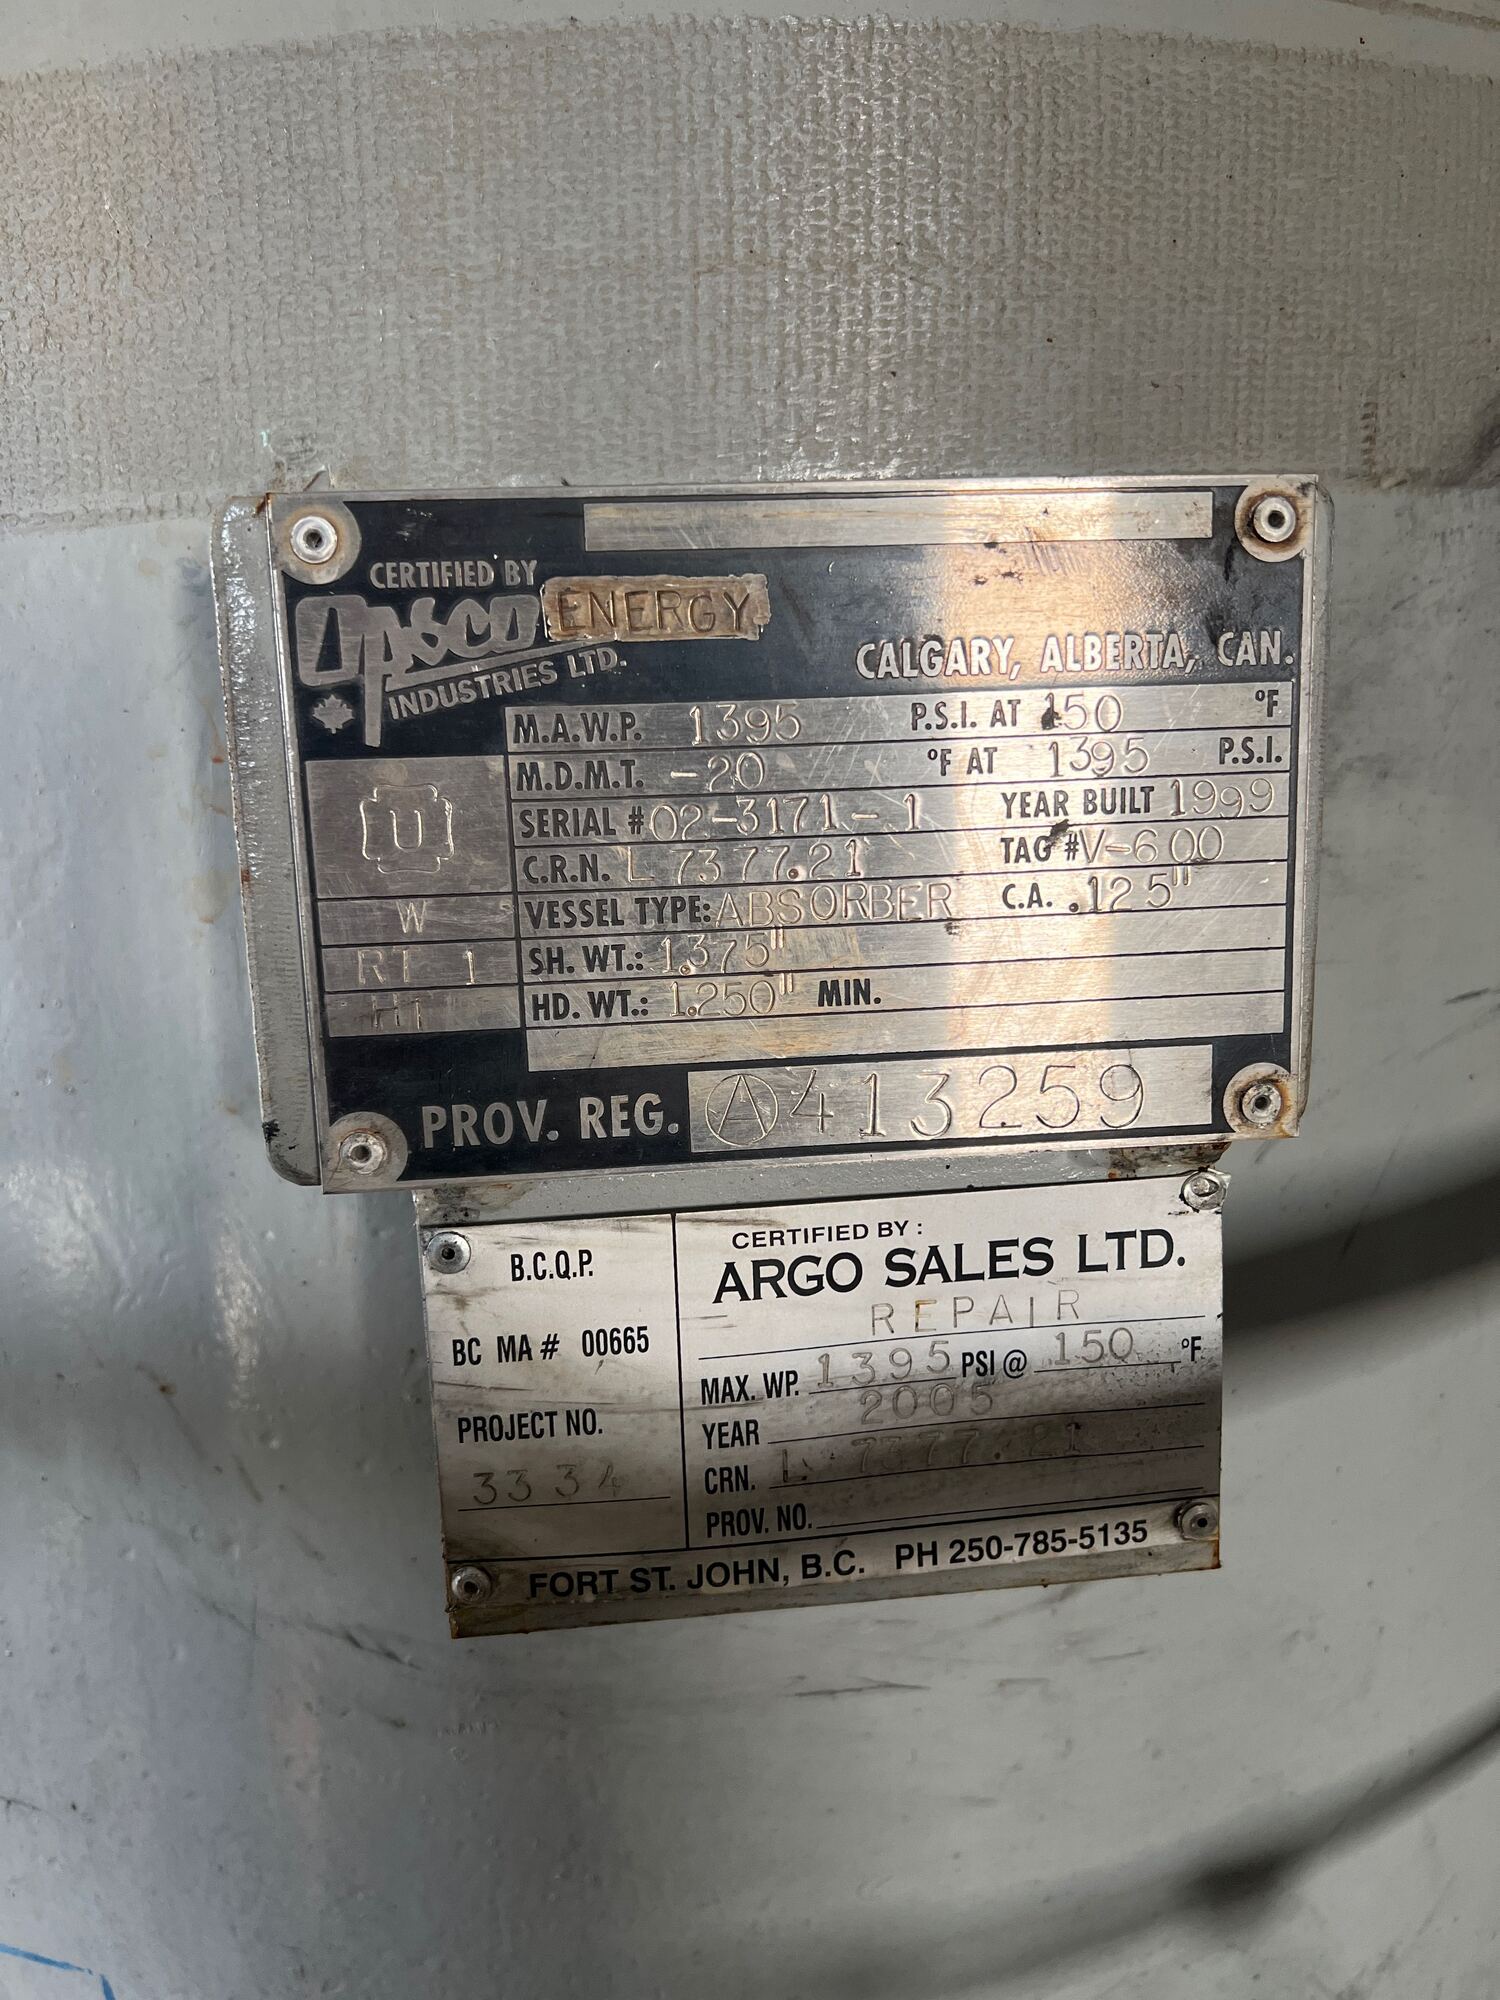 CERTIFIED BY
OPSCO ENERGY
INDUSTRIES LTD.
CALGARY, ALBERTA, CAN.
M.A.W.P. 1395 P.S.I. AT 150 °F
M.D.M.T. -20 °F AT 1395 P.S.I.
SERIAL # 02-3171-1 YEAR BUILT 1999
C.R.N. L 7377.21 TAG # V-600
VESSEL TYPE: ABSORBER C.A. .125"
SH. WT.: 1.375"
HD. WT.: 1.250" MIN.
U
W
RT 1
HT
PROV. REG. A 413259
B.C.Q.P.
BC MA # 00665
PROJECT NO.
3334
CERTIFIED BY :
ARGO SALES LTD.
REPAIR
MAX. WP. 1395 PSI @ 150 °F
YEAR 2005
CRN. L 7377.21
PROV. NO.
FORT ST. JOHN, B.C. PH 250-785-5135